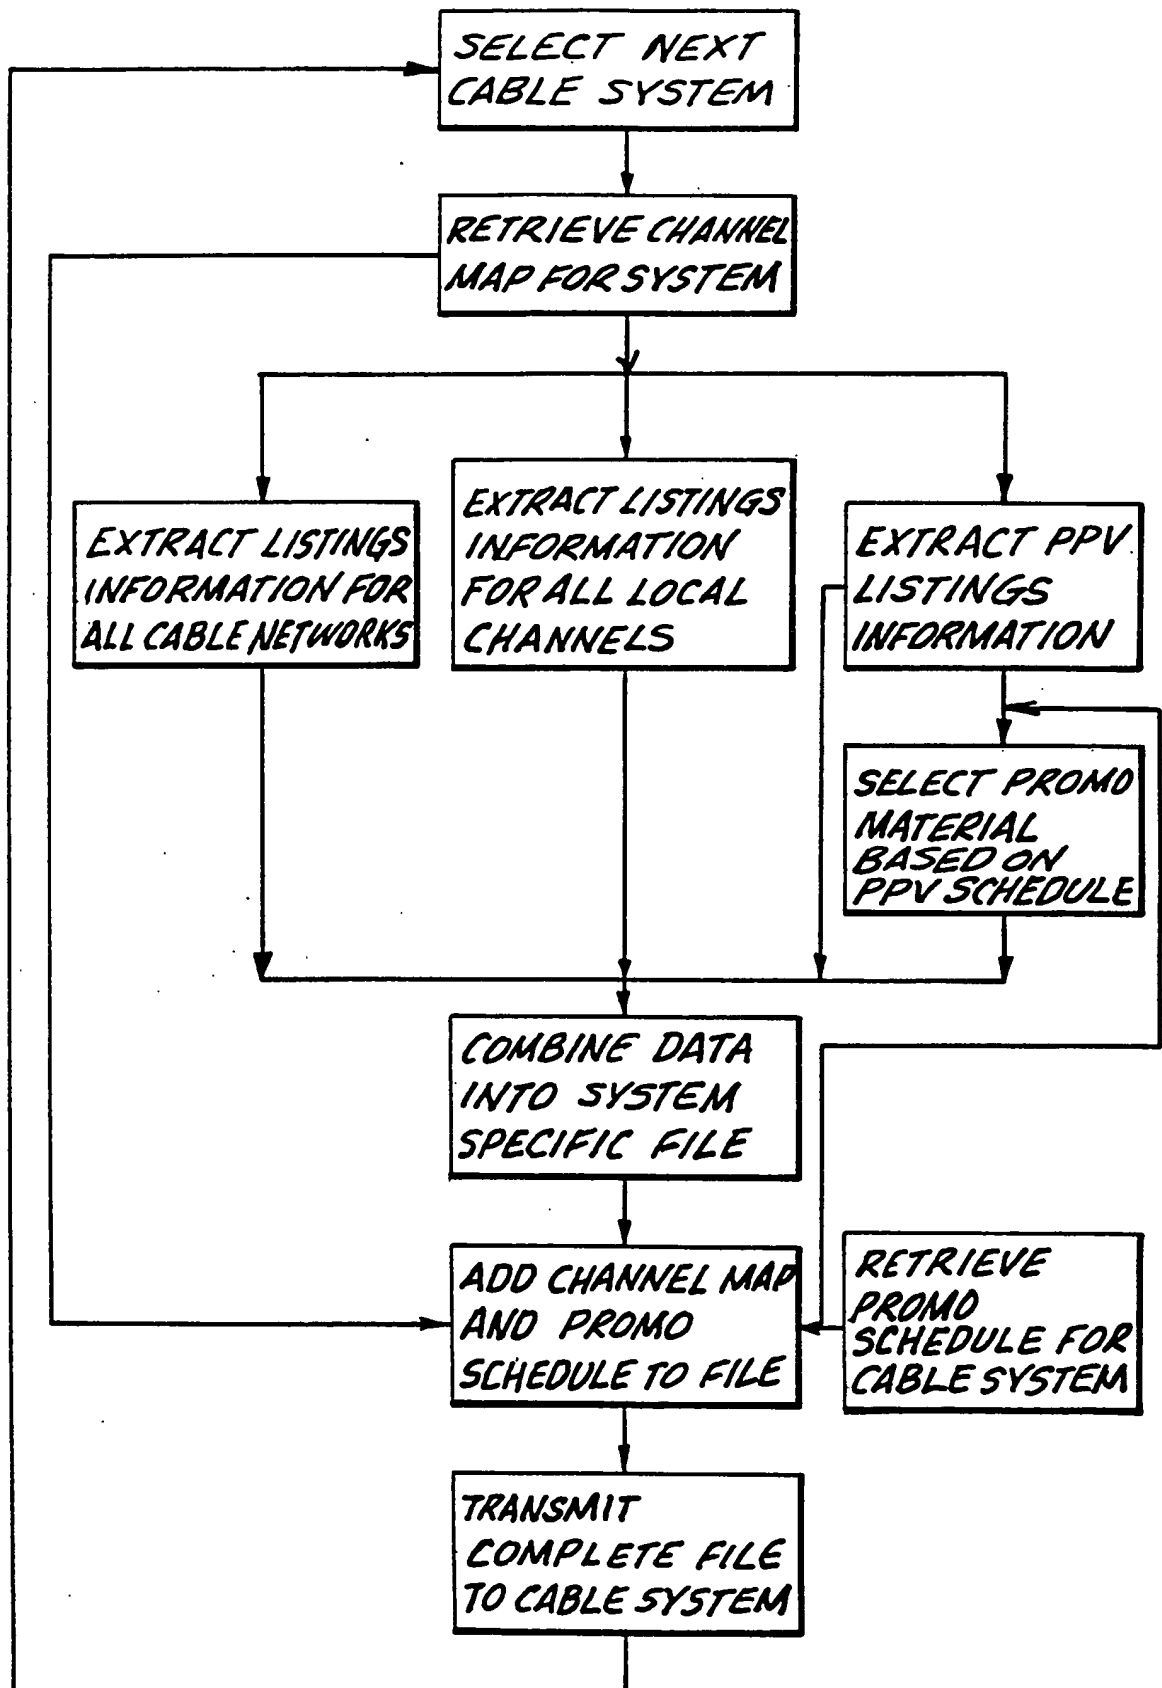 SELECT NEXT
CABLE SYSTEM
RETRIEVE CHANNEL
MAP FOR SYSTEM
EXTRACT LISTINGS
INFORMATION FOR
ALL CABLE NETWORKS
EXTRACT LISTINGS
INFORMATION
FOR ALL LOCAL
CHANNELS
EXTRACT PPV
LISTINGS
INFORMATION
SELECT PROMO
MATERIAL
BASED ON
PPV SCHEDULE
COMBINE DATA
INTO SYSTEM
SPECIFIC FILE
ADD CHANNEL MAP
AND PROMO
SCHEDULE TO FILE
RETRIEVE
PROMO
SCHEDULE FOR
CABLE SYSTEM
TRANSMIT
COMPLETE FILE
TO CABLE SYSTEM